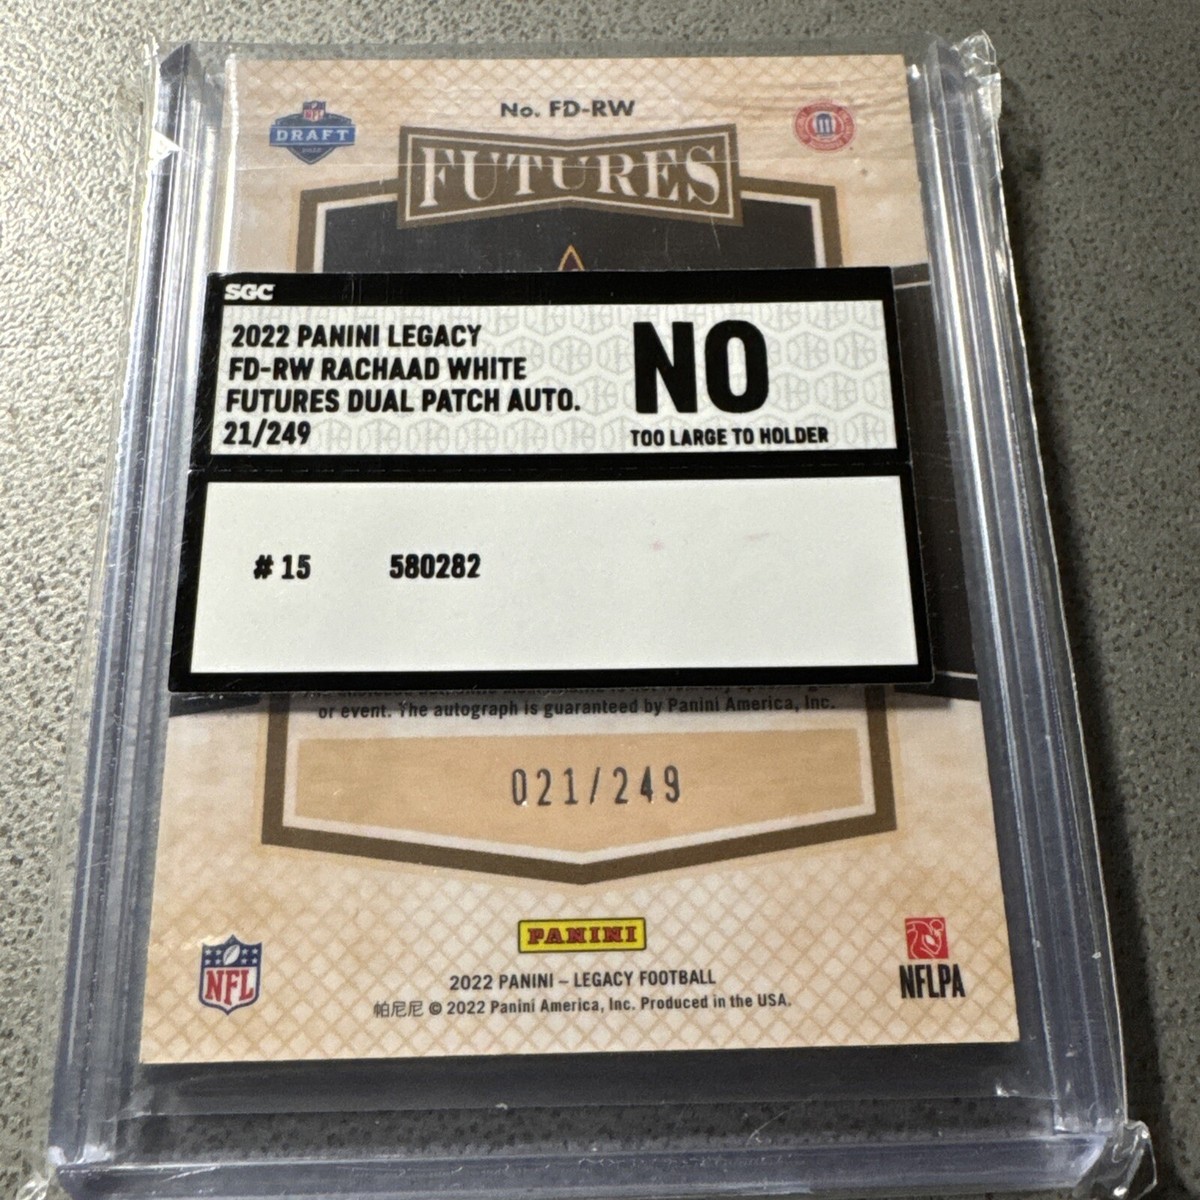 No. FD-RW
NFL
DRAFT
2022
FUTURES
SGC
2022 PANINI LEGACY
FD-RW RACHAAD WHITE
FUTURES DUAL PATCH AUTO.
21/249
NO
TOO LARGE TO HOLDER
# 15 580282
or event. The autograph is guaranteed by Panini America, Inc.
021/249
PANINI
NFL
2022 PANINI – LEGACY FOOTBALL
帕尼尼 © 2022 Panini America, Inc. Produced in the USA.
NFLPA